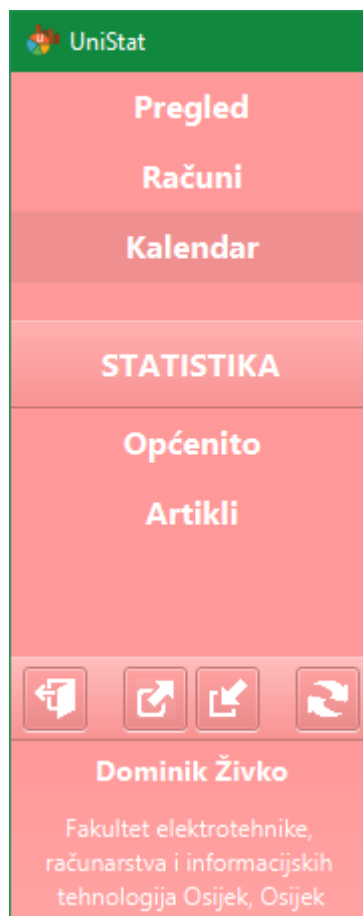 UniStat
Pregled
Računi
Kalendar
STATISTIKA
Općenito
Artikli
Dominik Živko
Fakultet elektrotehnike,
računarstva i informacijskih
tehnologija Osijek, Osijek